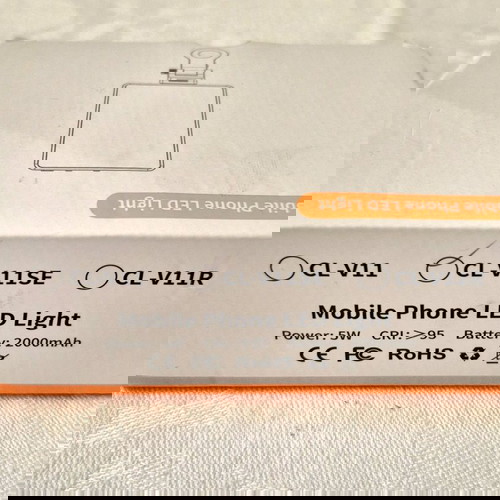 Mobile Phone LED Light
CL-V11 CL-V11SE CL-V11R
Mobile Phone LED Light
Power: 5W CRI: >95 Battery: 2000mAh
CE FC RoHS